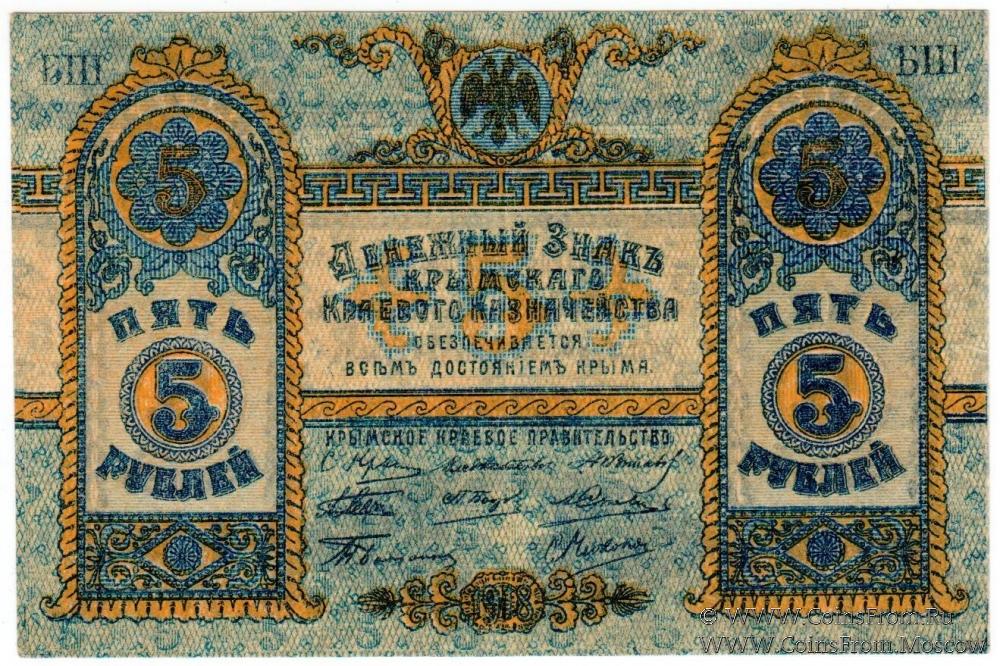 БШ
БШ
5
5
Денежный Знакъ
Крымскаго
Краевого Казначейства
обезпечивается
всѣмъ достояніемъ Крыма.
5
ПЯТЬ
5
РУБЛЕЙ
ПЯТЬ
5
РУБЛЕЙ
Крымское Краевое Правительство
1918
© WWW.CoinsFrom.Ru
WWW.CoinsFrom.Moscow